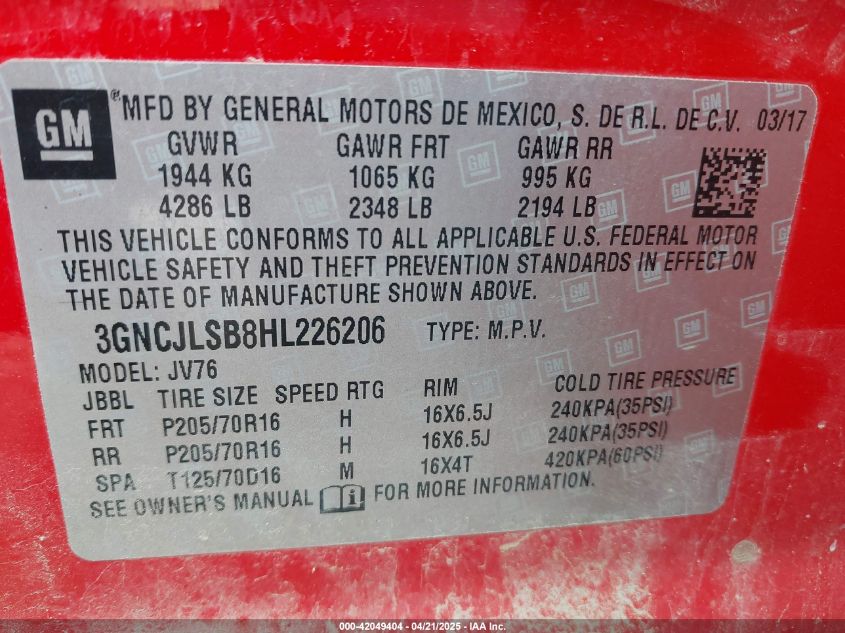 GM
® MFD BY GENERAL MOTORS DE MEXICO, S. DE R.L. DE C.V. 03/17
GVWR GAWR FRT GAWR RR
1944 KG 1065 KG 995 KG
4286 LB 2348 LB 2194 LB
THIS VEHICLE CONFORMS TO ALL APPLICABLE U.S. FEDERAL MOTOR
VEHICLE SAFETY AND THEFT PREVENTION STANDARDS IN EFFECT ON
THE DATE OF MANUFACTURE SHOWN ABOVE.
3GNCJLSB8HL226206 TYPE: M.P.V.
MODEL: JV76
JBBL TIRE SIZE SPEED RTG RIM COLD TIRE PRESSURE
FRT P205/70R16 H 16X6.5J 240KPA(35PSI)
RR P205/70R16 H 16X6.5J 240KPA(35PSI)
SPA T125/70D16 M 16X4T 420KPA(60PSI)
SEE OWNER'S MANUAL FOR MORE INFORMATION.
000-42049404 - 04/21/2025 - IAA Inc.